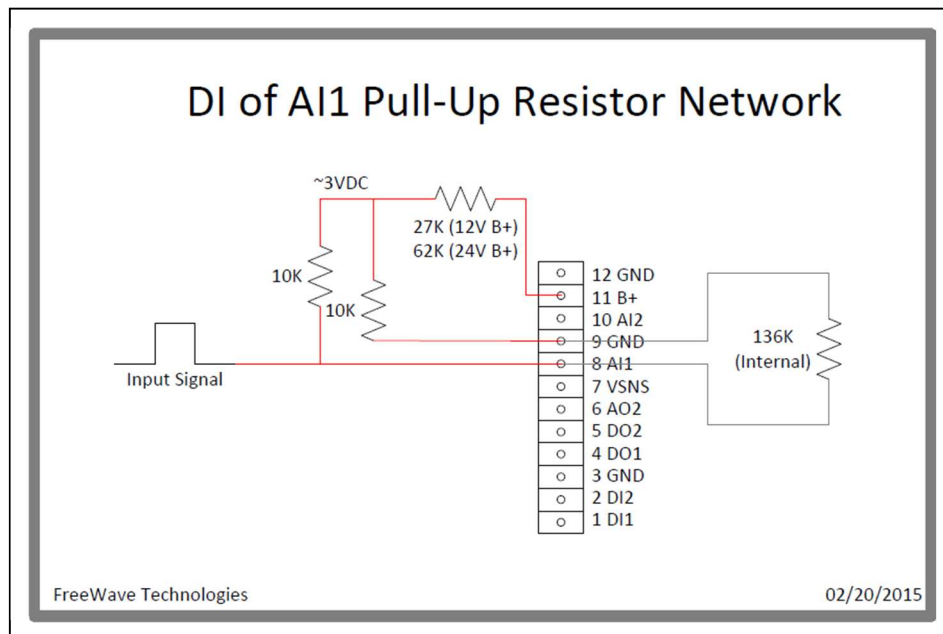 DI of AI1 Pull-Up Resistor Network
~3VDC
27K (12V B+)
62K (24V B+)
10K
10K
Input Signal
12 GND
11 B+
10 AI2
9 GND
8 AI1
7 VSNS
6 AO2
5 DO2
4 DO1
3 GND
2 DI2
1 DI1
136K
(Internal)
FreeWave Technologies
02/20/2015